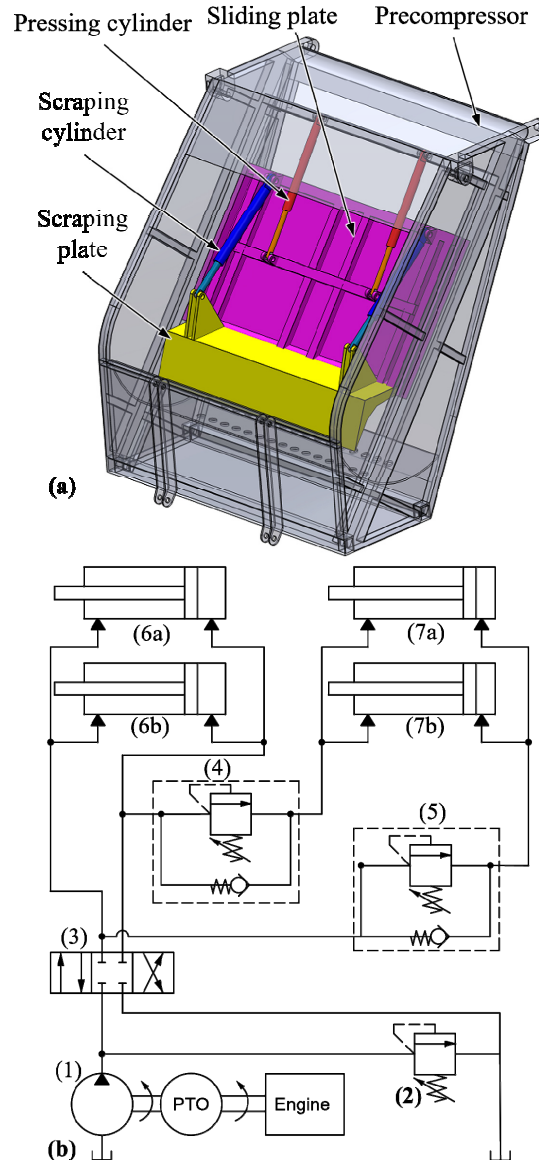 Pressing cylinder
Sliding plate
Precompressor
Scraping
cylinder
Scraping
plate
(a)
(6a)
(7a)
(6b)
(7b)
(4)
(5)
(3)
(1)
PTO
Engine
(2)
(b)